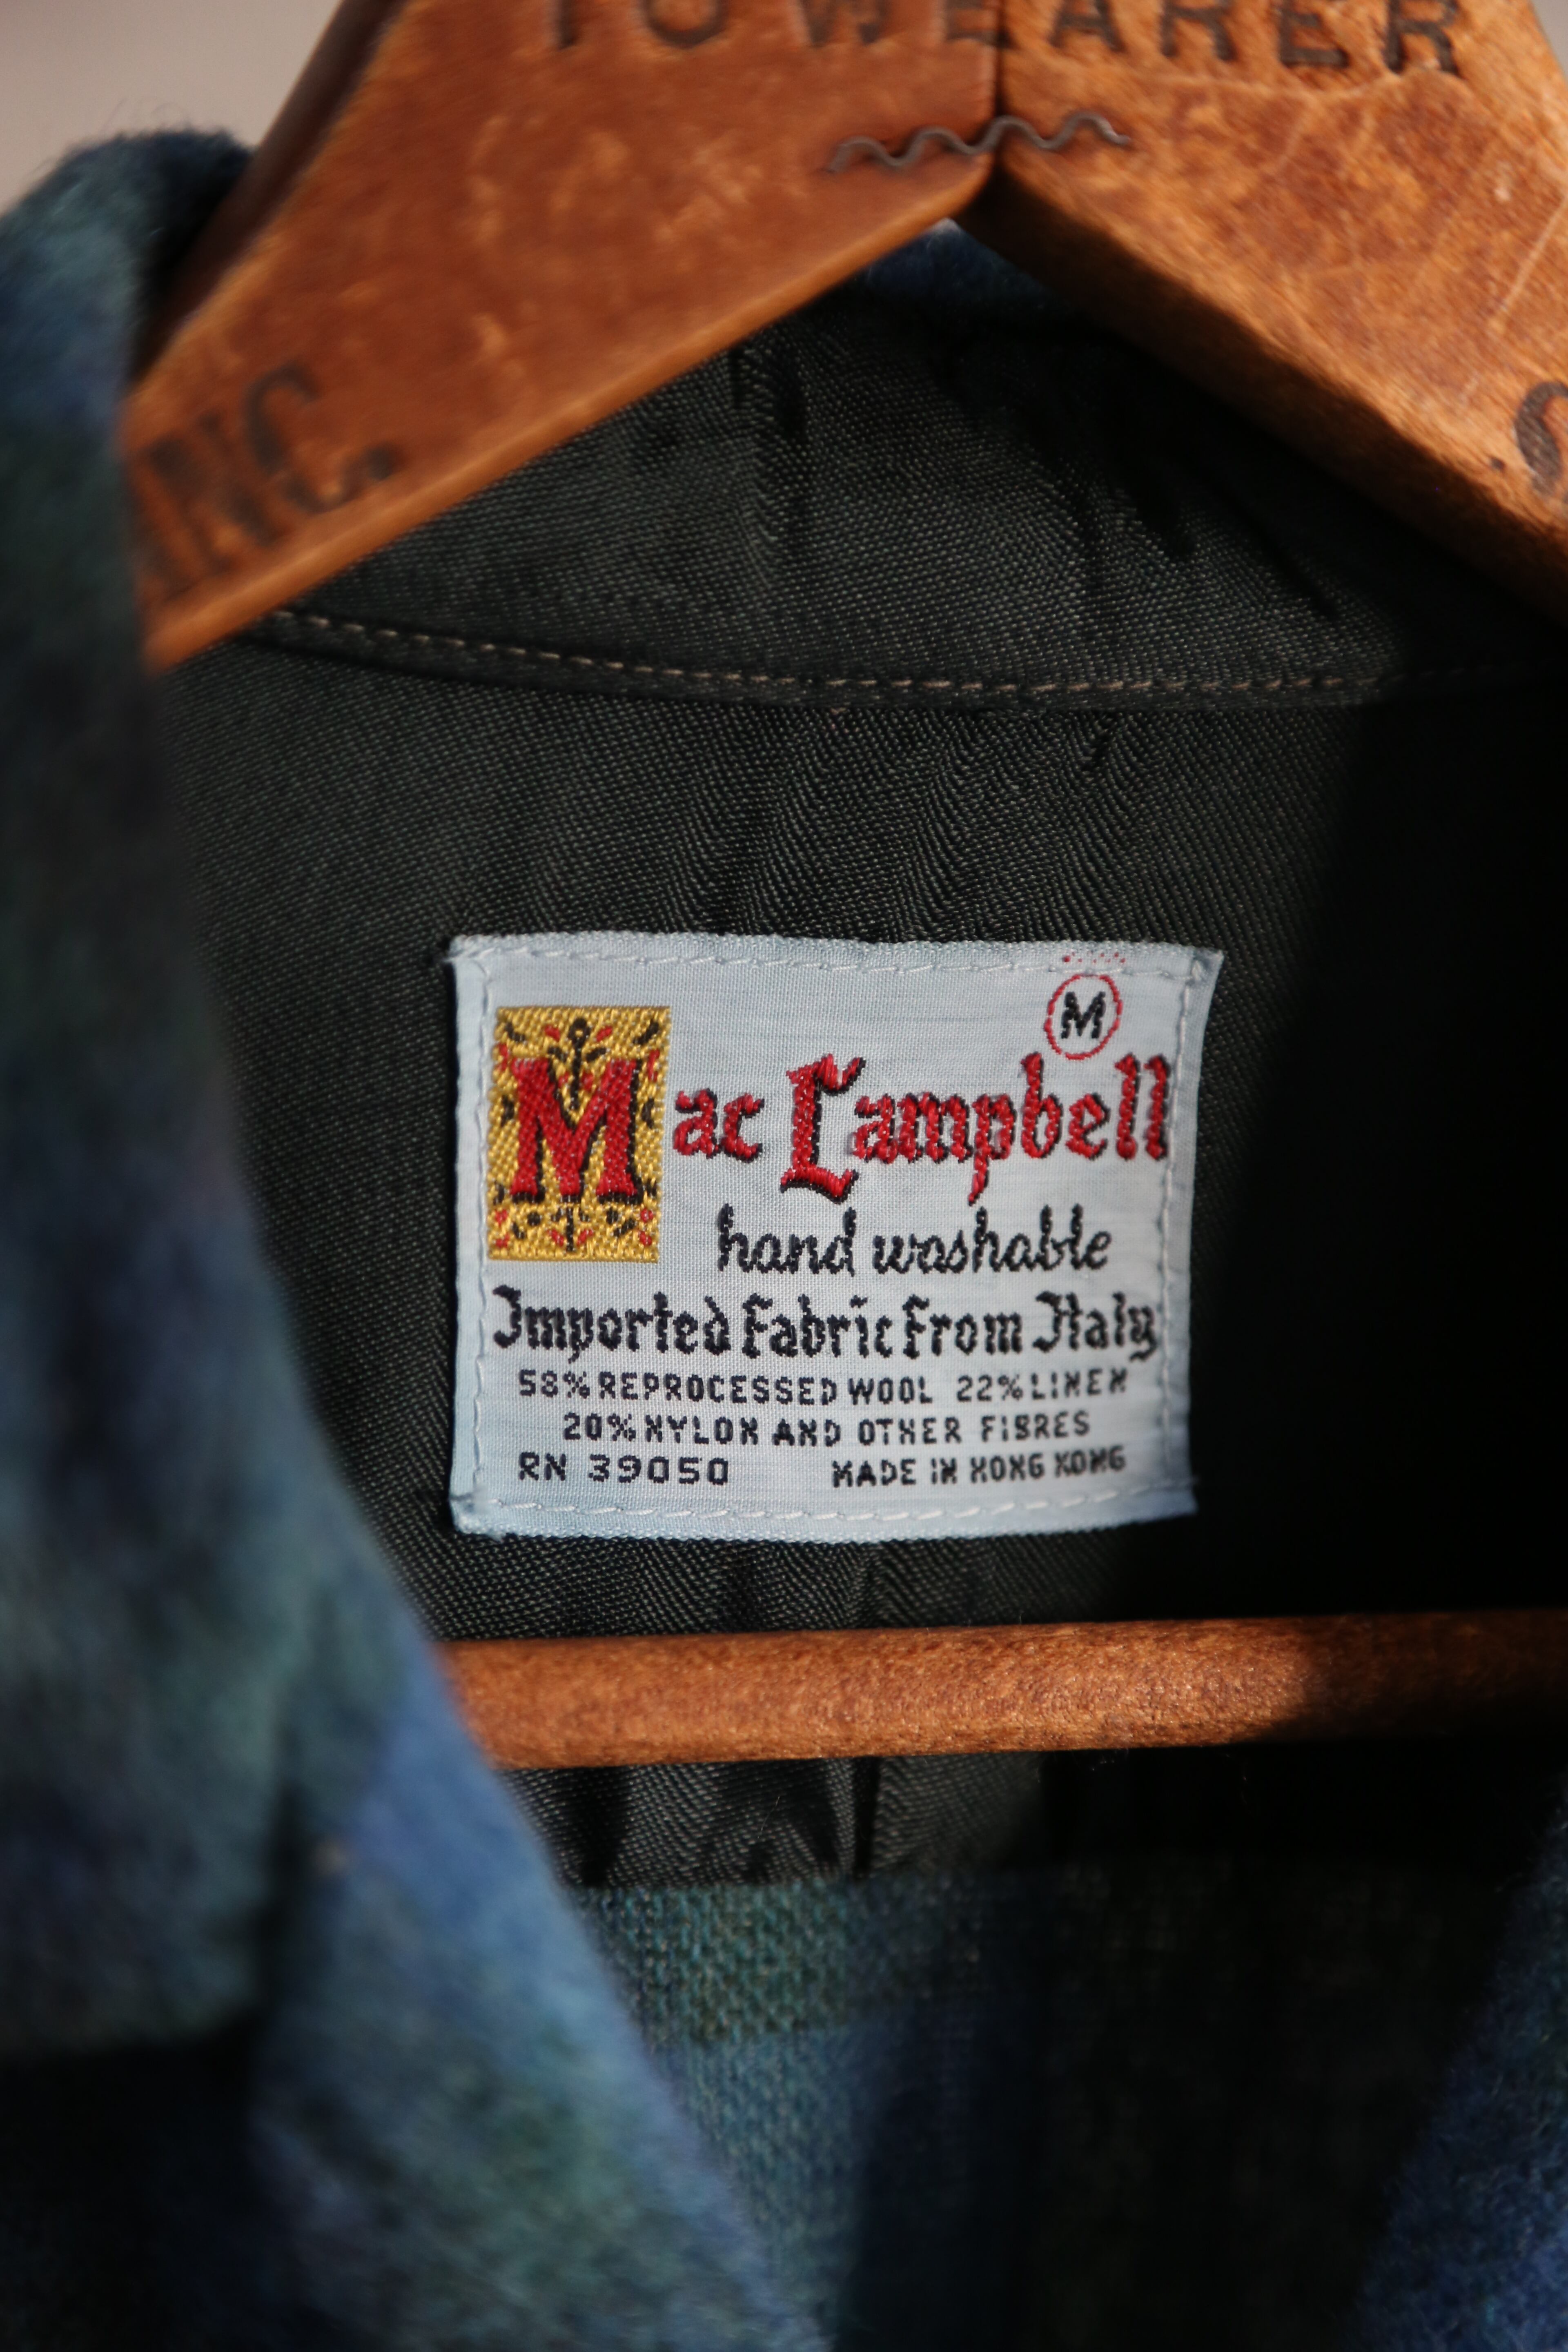 TO WEARER
INC.
M
Mac Campbell
hand washable
Imported Fabric From Italy
58% REPROCESSED WOOL 22% LINEN
20% NYLON AND OTHER FIBRES
RN 39050 MADE IN HONG KONG